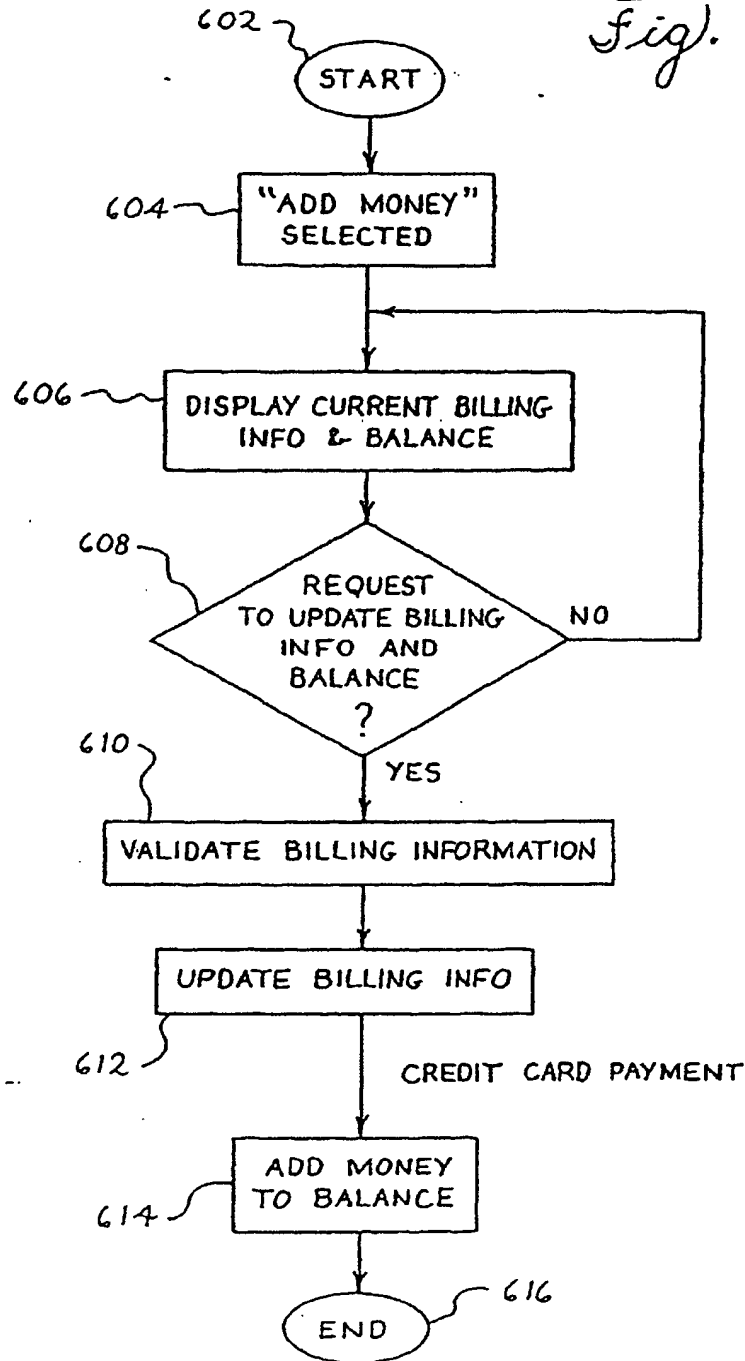 Fig.
602
START
604
"ADD MONEY"
SELECTED
606
DISPLAY CURRENT BILLING
INFO & BALANCE
608
REQUEST
TO UPDATE BILLING
INFO AND
BALANCE
?
NO
YES
610
VALIDATE BILLING INFORMATION
UPDATE BILLING INFO
612
CREDIT CARD PAYMENT
ADD MONEY
TO BALANCE
614
616
END